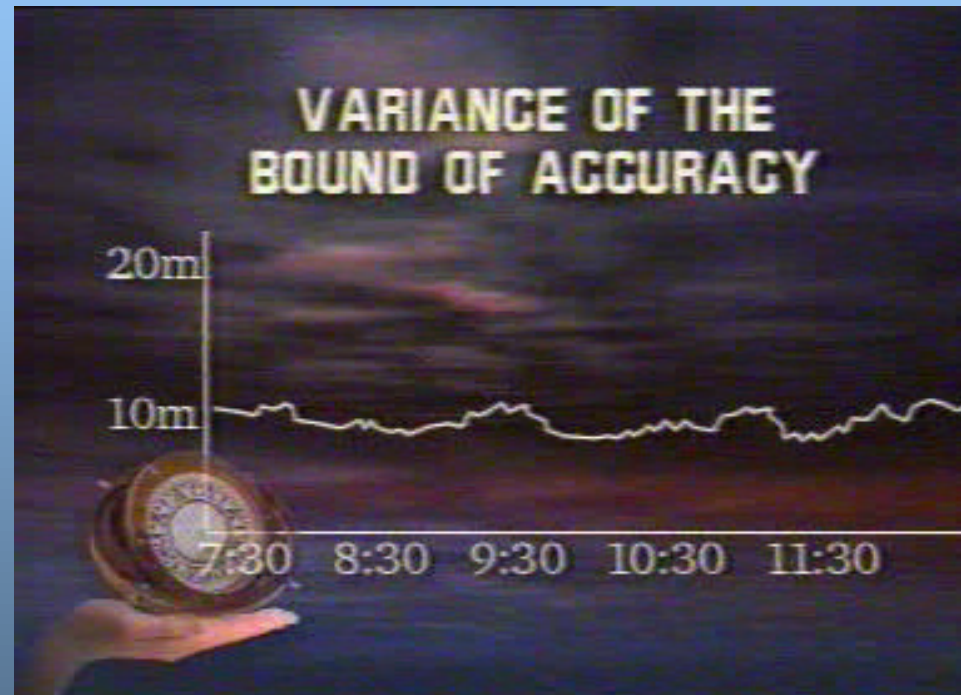 VARIANCE OF THE
BOUND OF ACCURACY
20m
10m
7:30 8:30 9:30 10:30 11:30